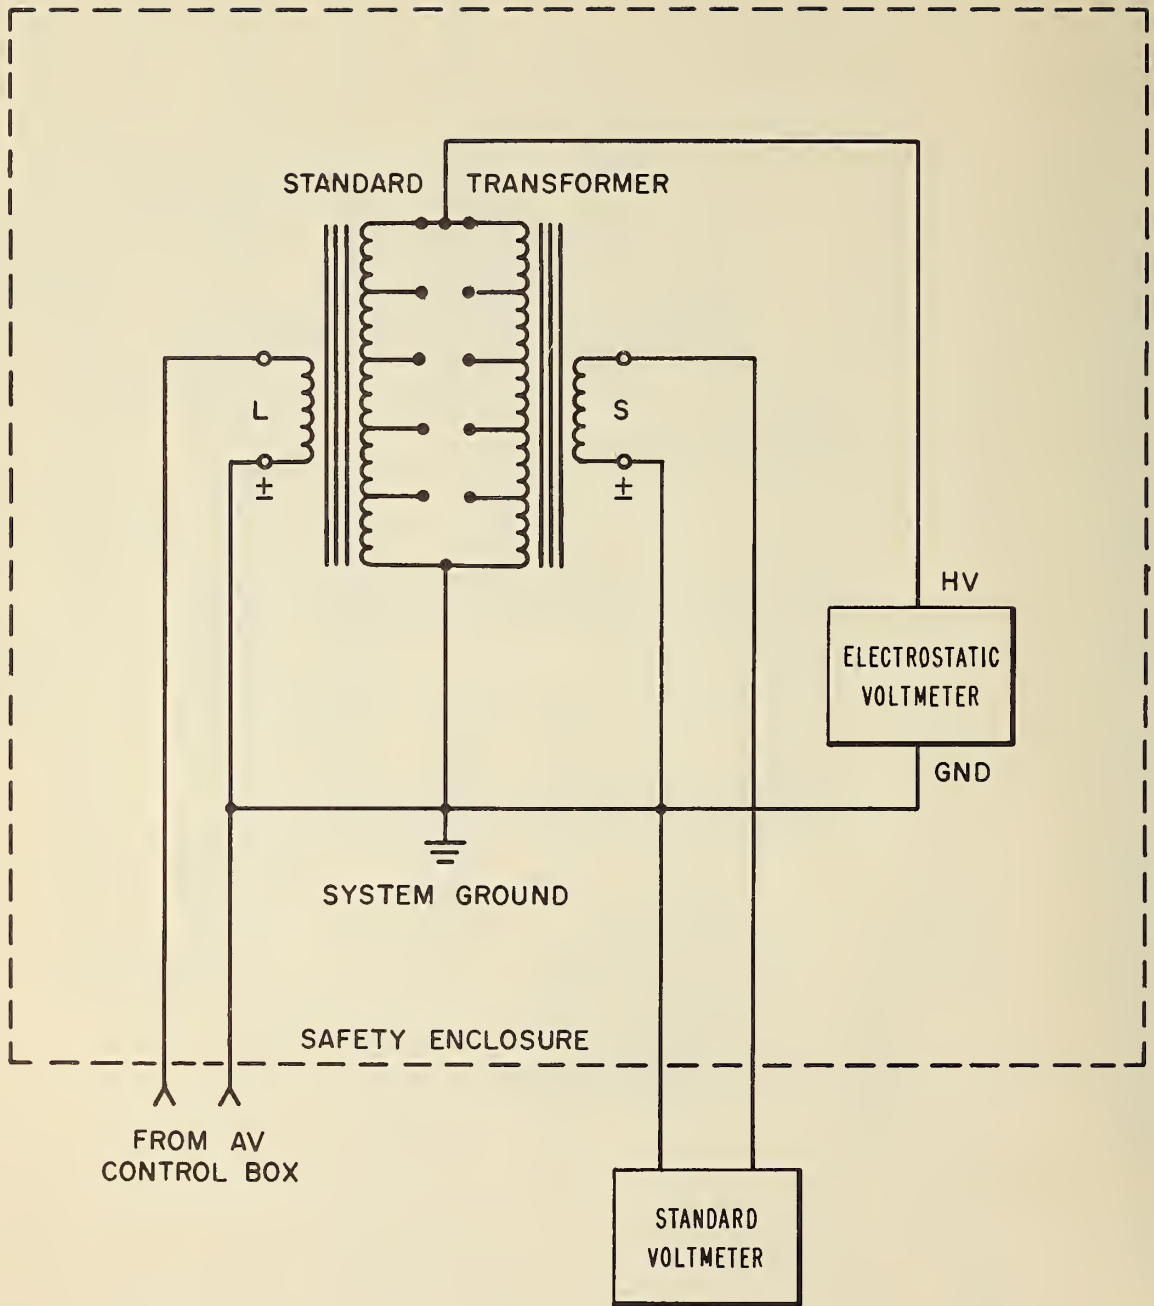 STANDARD TRANSFORMER
L
±
S
±
HV
ELECTROSTATIC
VOLTMETER
GND
SYSTEM GROUND
SAFETY ENCLOSURE
FROM AV
CONTROL BOX
STANDARD
VOLTMETER